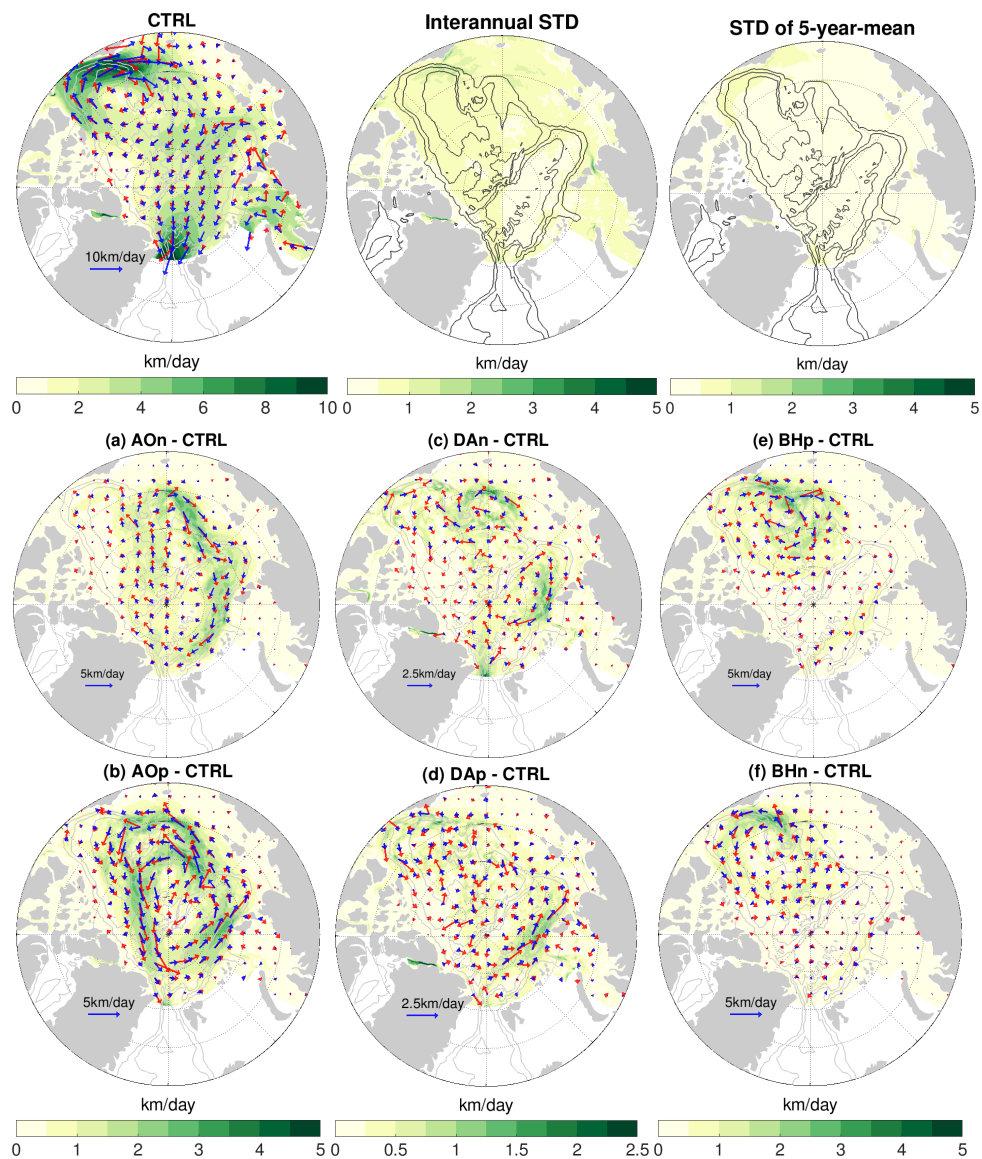 CTRL
Interannual STD
STD of 5-year-mean
10km/day
km/day
km/day
km/day
0 2 4 6 8 10
0 1 2 3 4 5
0 1 2 3 4 5
(a) AOn - CTRL
(c) DAn - CTRL
(e) BHp - CTRL
5km/day
2.5km/day
5km/day
(b) AOp - CTRL
(d) DAp - CTRL
(f) BHn - CTRL
5km/day
2.5km/day
5km/day
km/day
km/day
km/day
0 1 2 3 4 5
0 0.5 1 1.5 2 2.5
0 1 2 3 4 5